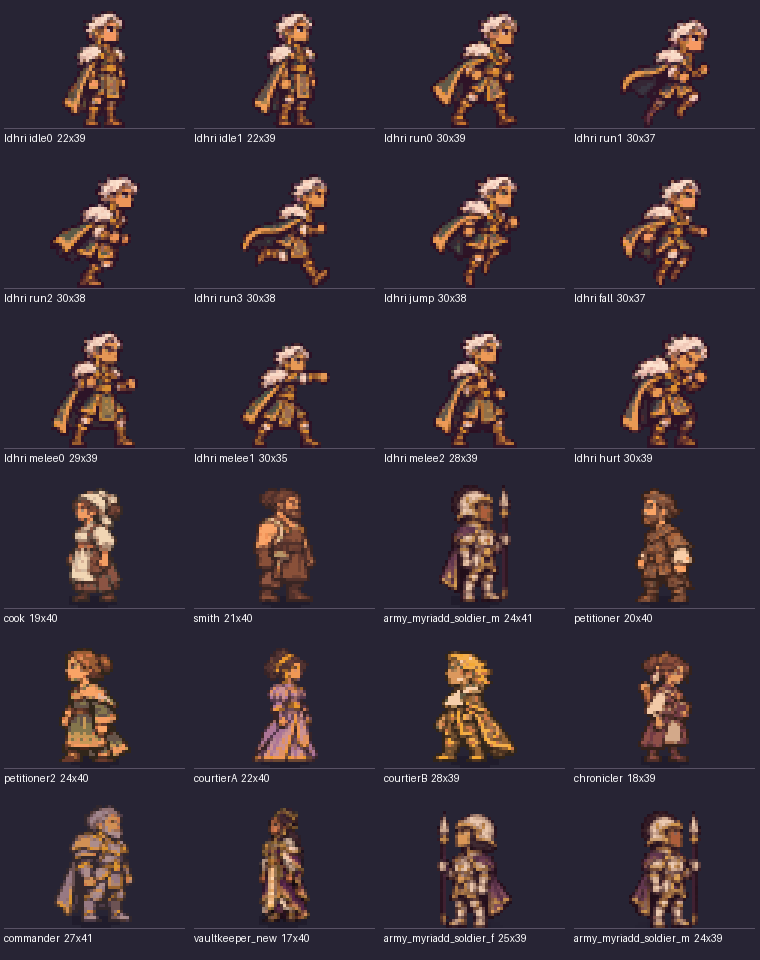 Idhri idle0 22x39
Idhri idle1 22x39
Idhri run0 30x39
Idhri run1 30x37
Idhri run2 30x38
Idhri run3 30x38
Idhri jump 30x38
Idhri fall 30x37
Idhri melee0 29x39
Idhri melee1 30x35
Idhri melee2 28x39
Idhri hurt 30x39
cook 19x40
smith 21x40
army_myriadd_soldier_m 24x41
petitioner 20x40
petitioner2 24x40
courtierA 22x40
courtierB 28x39
chronicler 18x39
commander 27x41
vaultkeeper_new 17x40
army_myriadd_soldier_f 25x39
army_myriadd_soldier_m 24x39